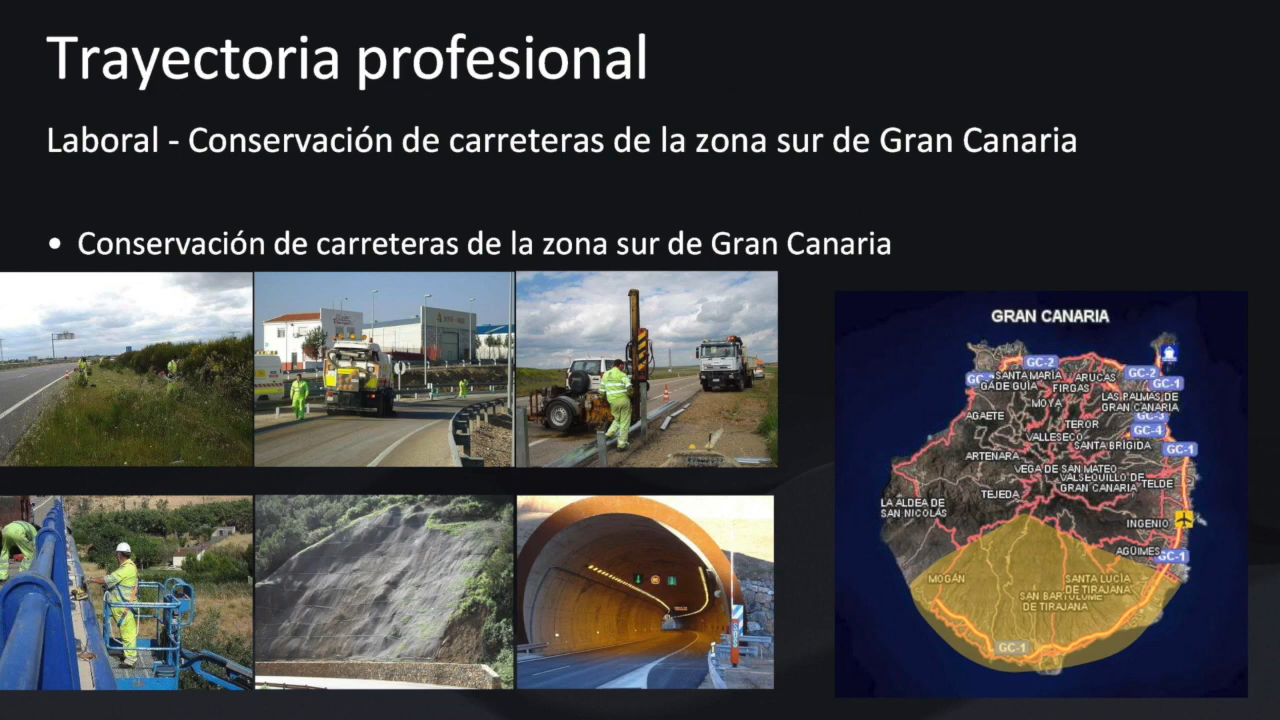 Trayectoria profesional
Laboral - Conservación de carreteras de la zona sur de Gran Canaria
• Conservación de carreteras de la zona sur de Gran Canaria
GRAN CANARIA
GC-2
SANTA MARÍA
DE GUÍA
GÁ
ARUCAS
FIRGAS
MOYA
GC-2
GC-1
LAS PALMAS DE
GRAN CANARIA
GC-3
GC-4
AGAETE
TEROR
VALLESECO
SANTA BRÍGIDA
GC-1
ARTENARA
VEGA DE SAN MATEO
VALSEQUILLO DE
GRAN CANARIA
TELDE
TEJEDA
LA ALDEA DE
SAN NICOLÁS
INGENIO
AGÜIMES
GC-1
MOGÁN
SANTA LUCÍA
DE TIRAJANA
SAN BARTOLOMÉ
DE TIRAJANA
GC-1